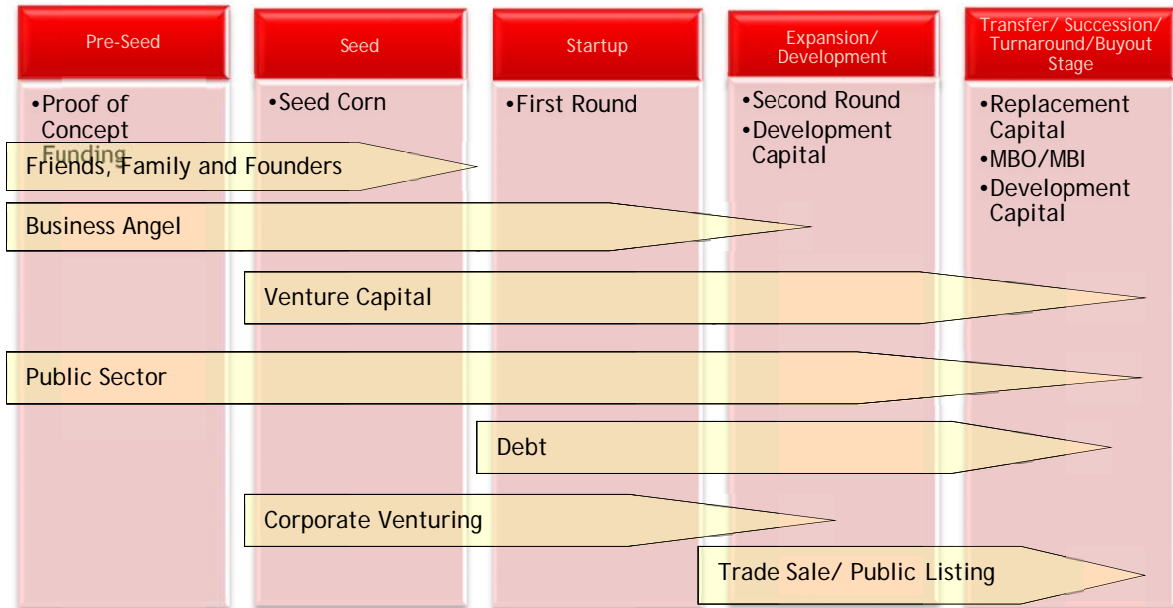 Pre-Seed
Seed
Startup
Expansion/
Development
Transfer/ Succession/
Turnaround/Buyout
Stage
•Proof of
Concept
Funding
•Seed Corn
•First Round
•Second Round
•Development
Capital
•Replacement
Capital
•MBO/MBI
•Development
Capital
Friends, Family and Founders
Business Angel
Venture Capital
Public Sector
Debt
Corporate Venturing
Trade Sale/ Public Listing